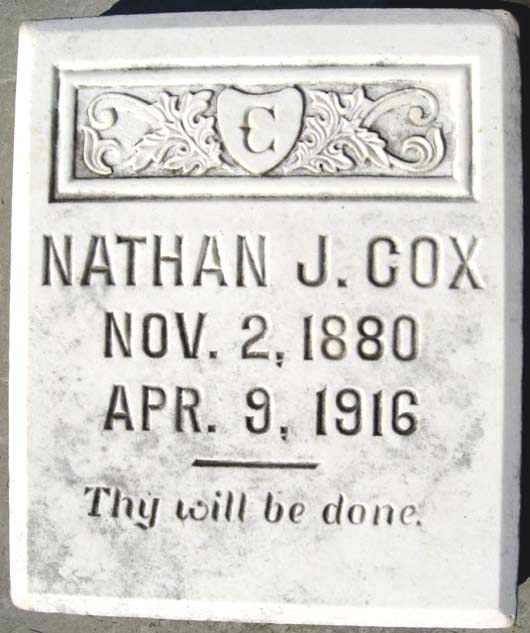 C
NATHAN J. COX
NOV. 2, 1880
APR. 9, 1916
Thy will be done.